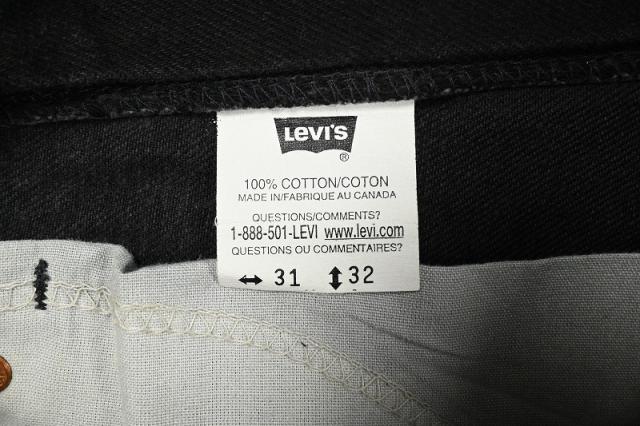 Levi's
®
100% COTTON/COTON
MADE IN/FABRIQUE AU CANADA
QUESTIONS/COMMENTS?
1-888-501-LEVI www.levi.com
QUESTIONS OU COMMENTAIRES?
↔ 31 ↕ 32